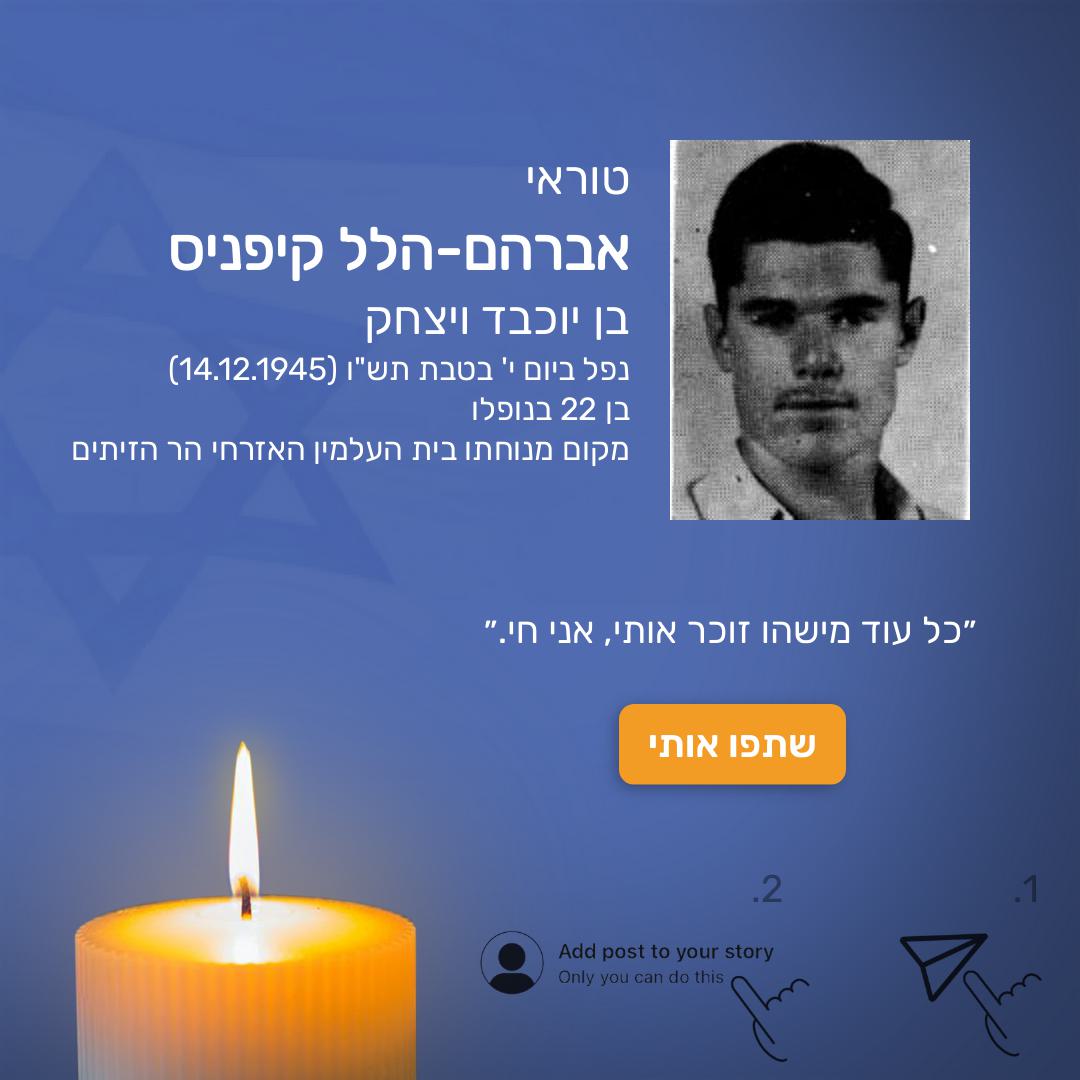 טוראי
אברהם-הלל קיפניס
בן יוכבד ויצחק
נפל ביום י' בטבת תש"ו (14.12.1945)
בן 22 בנופלו
מקום מנוחתו בית העלמין האזרחי הר הזיתים
״כל עוד מישהו זוכר אותי, אני חי.״
שתפו אותי
.1
.2
Add post to your story
Only you can do this